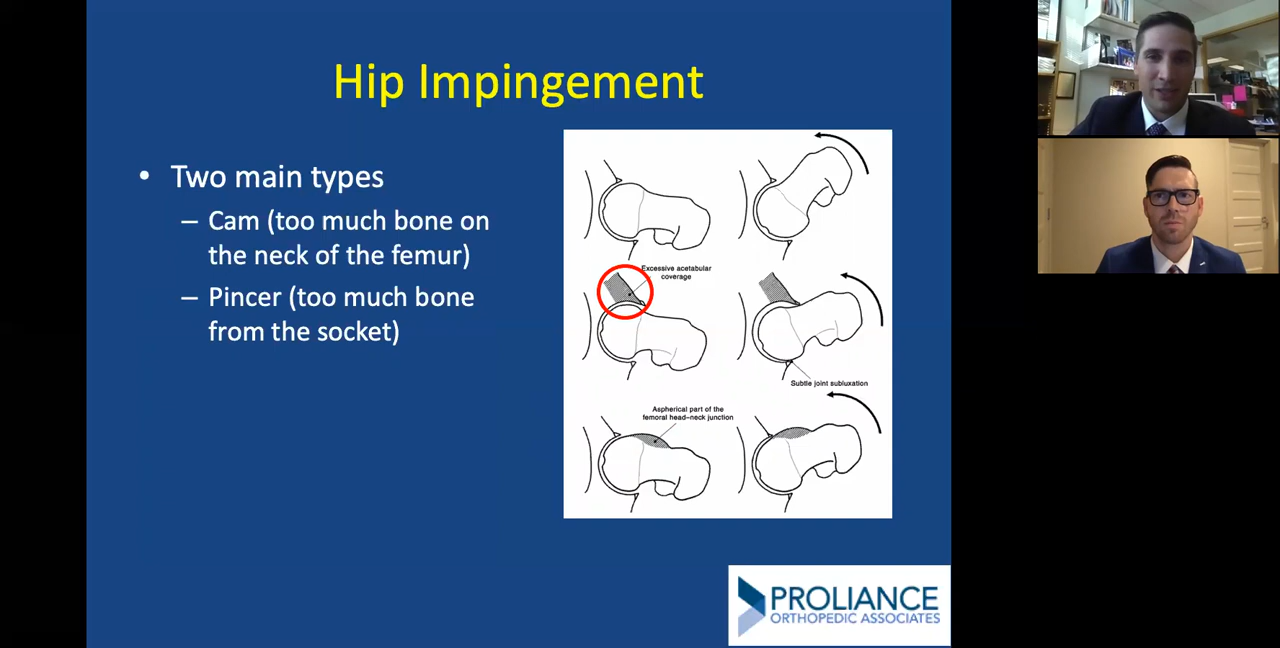 Hip Impingement
• Two main types
– Cam (too much bone on
the neck of the femur)
– Pincer (too much bone
from the socket)
Excessive acetabular
coverage
Subtle joint subluxation
Aspherical part of the
femoral head–neck junction
PROLIANCE
ORTHOPEDIC ASSOCIATES